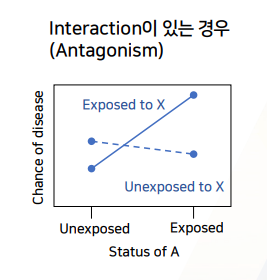 Interaction이 있는 경우
(Antagonism)
Chance of disease
Exposed to X
Unexposed to X
Unexposed
Exposed
Status of A